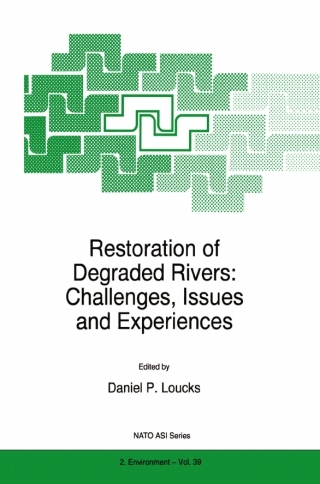 Restoration of
Degraded Rivers:
Challenges, Issues
and Experiences
Edited by
Daniel P. Loucks
NATO ASI Series
2. Environment – Vol. 39